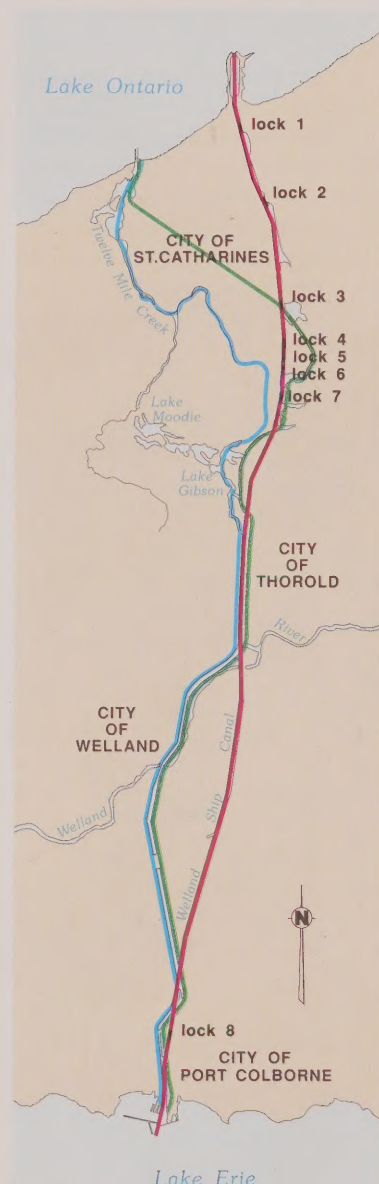 Lake Ontario
lock 1
lock 2
CITY OF
ST.CATHARINES
Twelve Mile Creek
lock 3
lock 4
lock 5
lock 6
lock 7
Lake
Moodie
Lake
Gibson
CITY
OF
THOROLD
River
CITY
OF
WELLAND
Welland
Welland Ship Canal
N
lock 8
CITY OF
PORT COLBORNE
Lake Erie